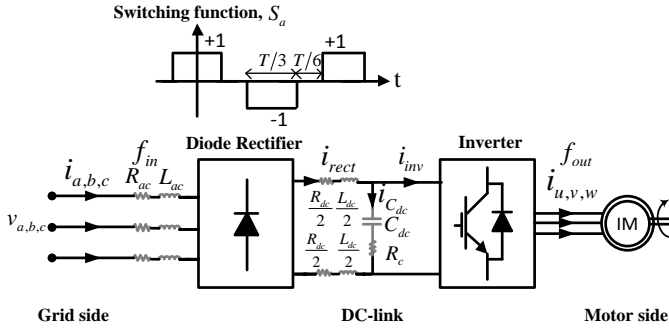 Switching function, S_a
+1 T/3 T/6 +1
t
-1
Diode Rectifier
Inverter
f_in
i_a,b,c R_ac L_ac
i_rect i_inv
f_out
i_u,v,w
R_dc/2 L_dc/2
i_C_dc
C_dc
v_a,b,c
R_dc/2 L_dc/2
R_c
IM
Grid side DC-link Motor side